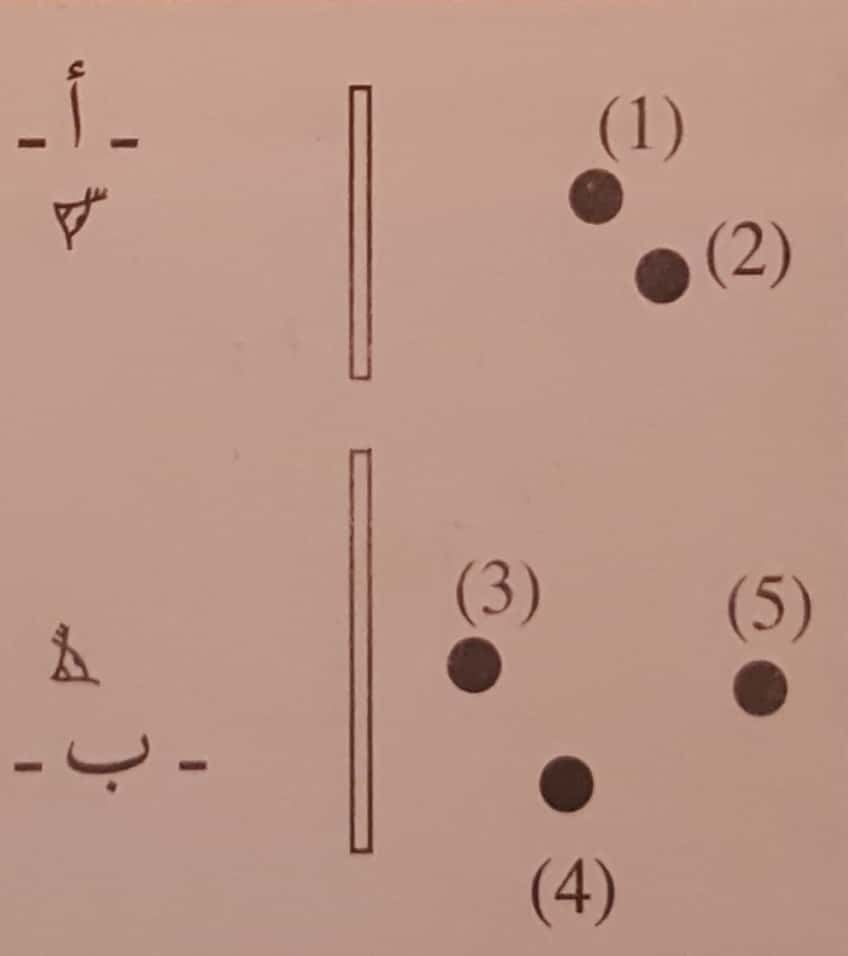 - أ -
(1)
(2)
(3)
(5)
- ب -
(4)